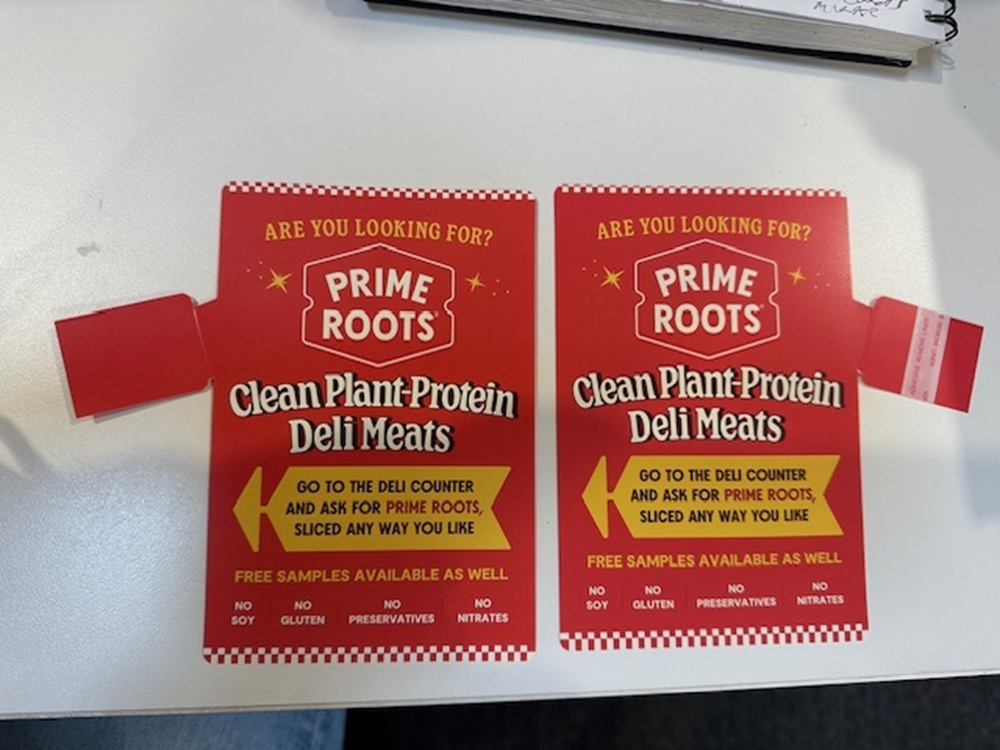 ARE YOU LOOKING FOR?
PRIME
ROOTS
Clean Plant-Protein
Deli Meats
GO TO THE DELI COUNTER
AND ASK FOR PRIME ROOTS,
SLICED ANY WAY YOU LIKE
FREE SAMPLES AVAILABLE AS WELL
NO SOY NO GLUTEN NO PRESERVATIVES NO NITRATES
ARE YOU LOOKING FOR?
PRIME
ROOTS
Clean Plant-Protein
Deli Meats
GO TO THE DELI COUNTER
AND ASK FOR PRIME ROOTS,
SLICED ANY WAY YOU LIKE
FREE SAMPLES AVAILABLE AS WELL
NO SOY NO GLUTEN NO PRESERVATIVES NO NITRATES